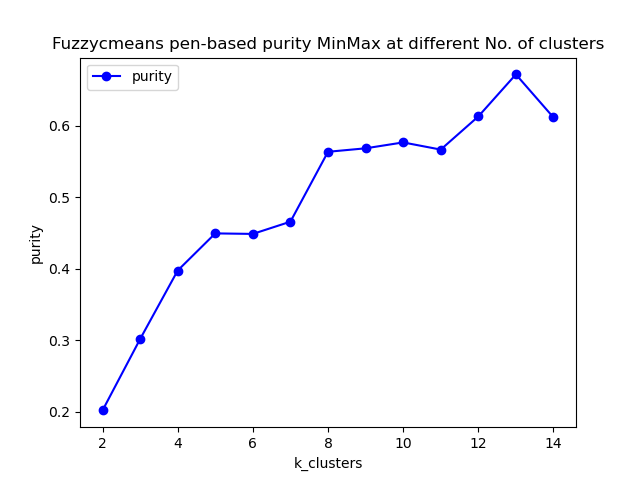 Fuzzycmeans pen-based purity MinMax at different No. of clusters
purity
0.6
0.5
0.4
0.3
0.2
purity
2 4 6 8 10 12 14
k_clusters